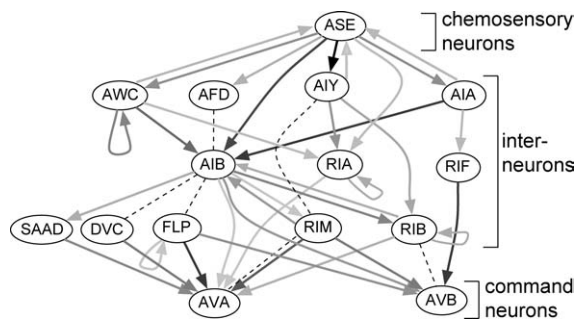 ASE
chemosensory
neurons
AWC
AFD
AIY
AIA
AIB
RIA
RIF
inter-
neurons
SAAD
DVC
FLP
RIM
RIB
AVA
AVB
command
neurons